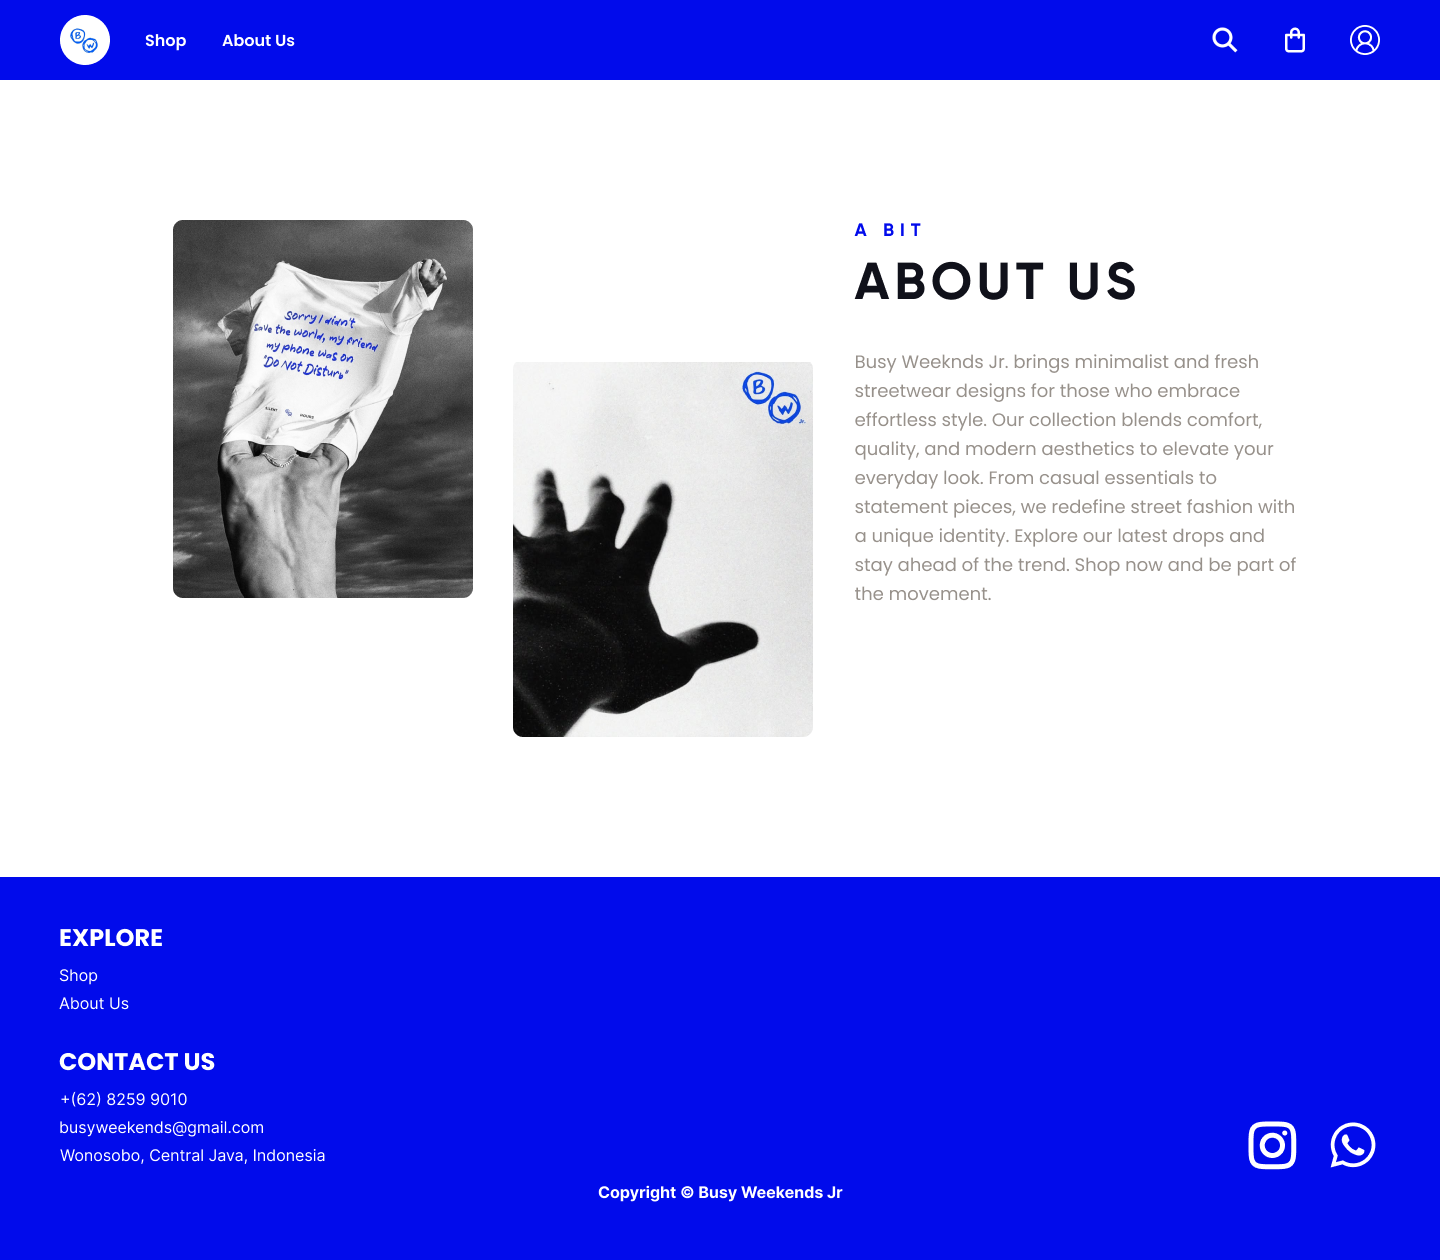 B
W
Shop
About Us
Sorry I didn't
save the world, my friend
my phone was on
"Do Not Disturb"
SILENT
HOURS
B
W
Jr.
A BIT
ABOUT US
Busy Weeknds Jr. brings minimalist and fresh
streetwear designs for those who embrace
effortless style. Our collection blends comfort,
quality, and modern aesthetics to elevate your
everyday look. From casual essentials to
statement pieces, we redefine street fashion with
a unique identity. Explore our latest drops and
stay ahead of the trend. Shop now and be part of
the movement.
EXPLORE
Shop
About Us
CONTACT US
+(62) 8259 9010
busyweekends@gmail.com
Wonosobo, Central Java, Indonesia
Copyright © Busy Weekends Jr